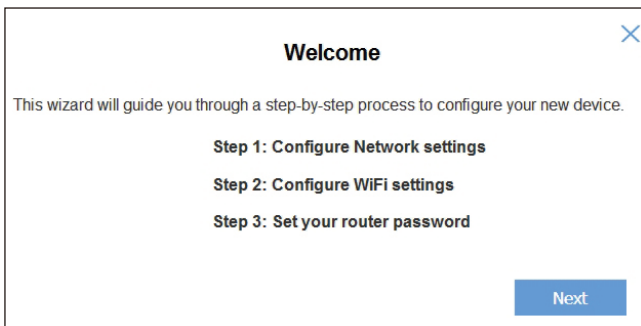 Welcome
This wizard will guide you through a step-by-step process to configure your new device.
Step 1: Configure Network settings
Step 2: Configure WiFi settings
Step 3: Set your router password
Next